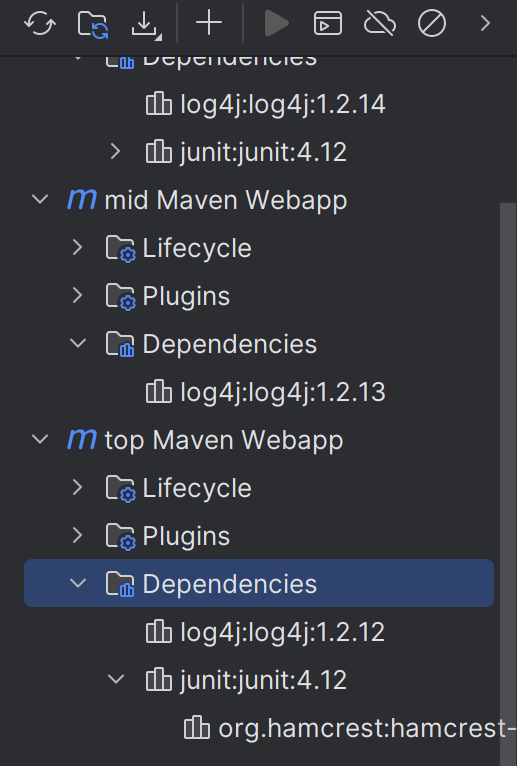 Dependencies
log4j:log4j:1.2.14
junit:junit:4.12
m mid Maven Webapp
Lifecycle
Plugins
Dependencies
log4j:log4j:1.2.13
m top Maven Webapp
Lifecycle
Plugins
Dependencies
log4j:log4j:1.2.12
junit:junit:4.12
org.hamcrest:hamcrest-